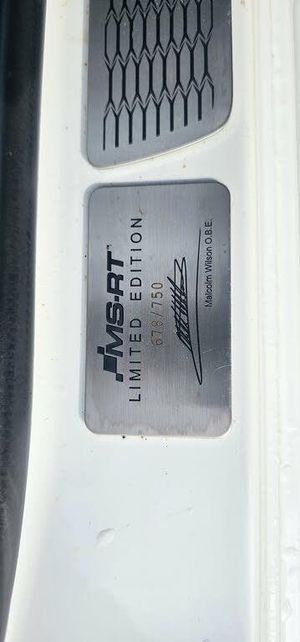 MS-RT
LIMITED EDITION
678/750
Malcolm Wilson O.B.E.